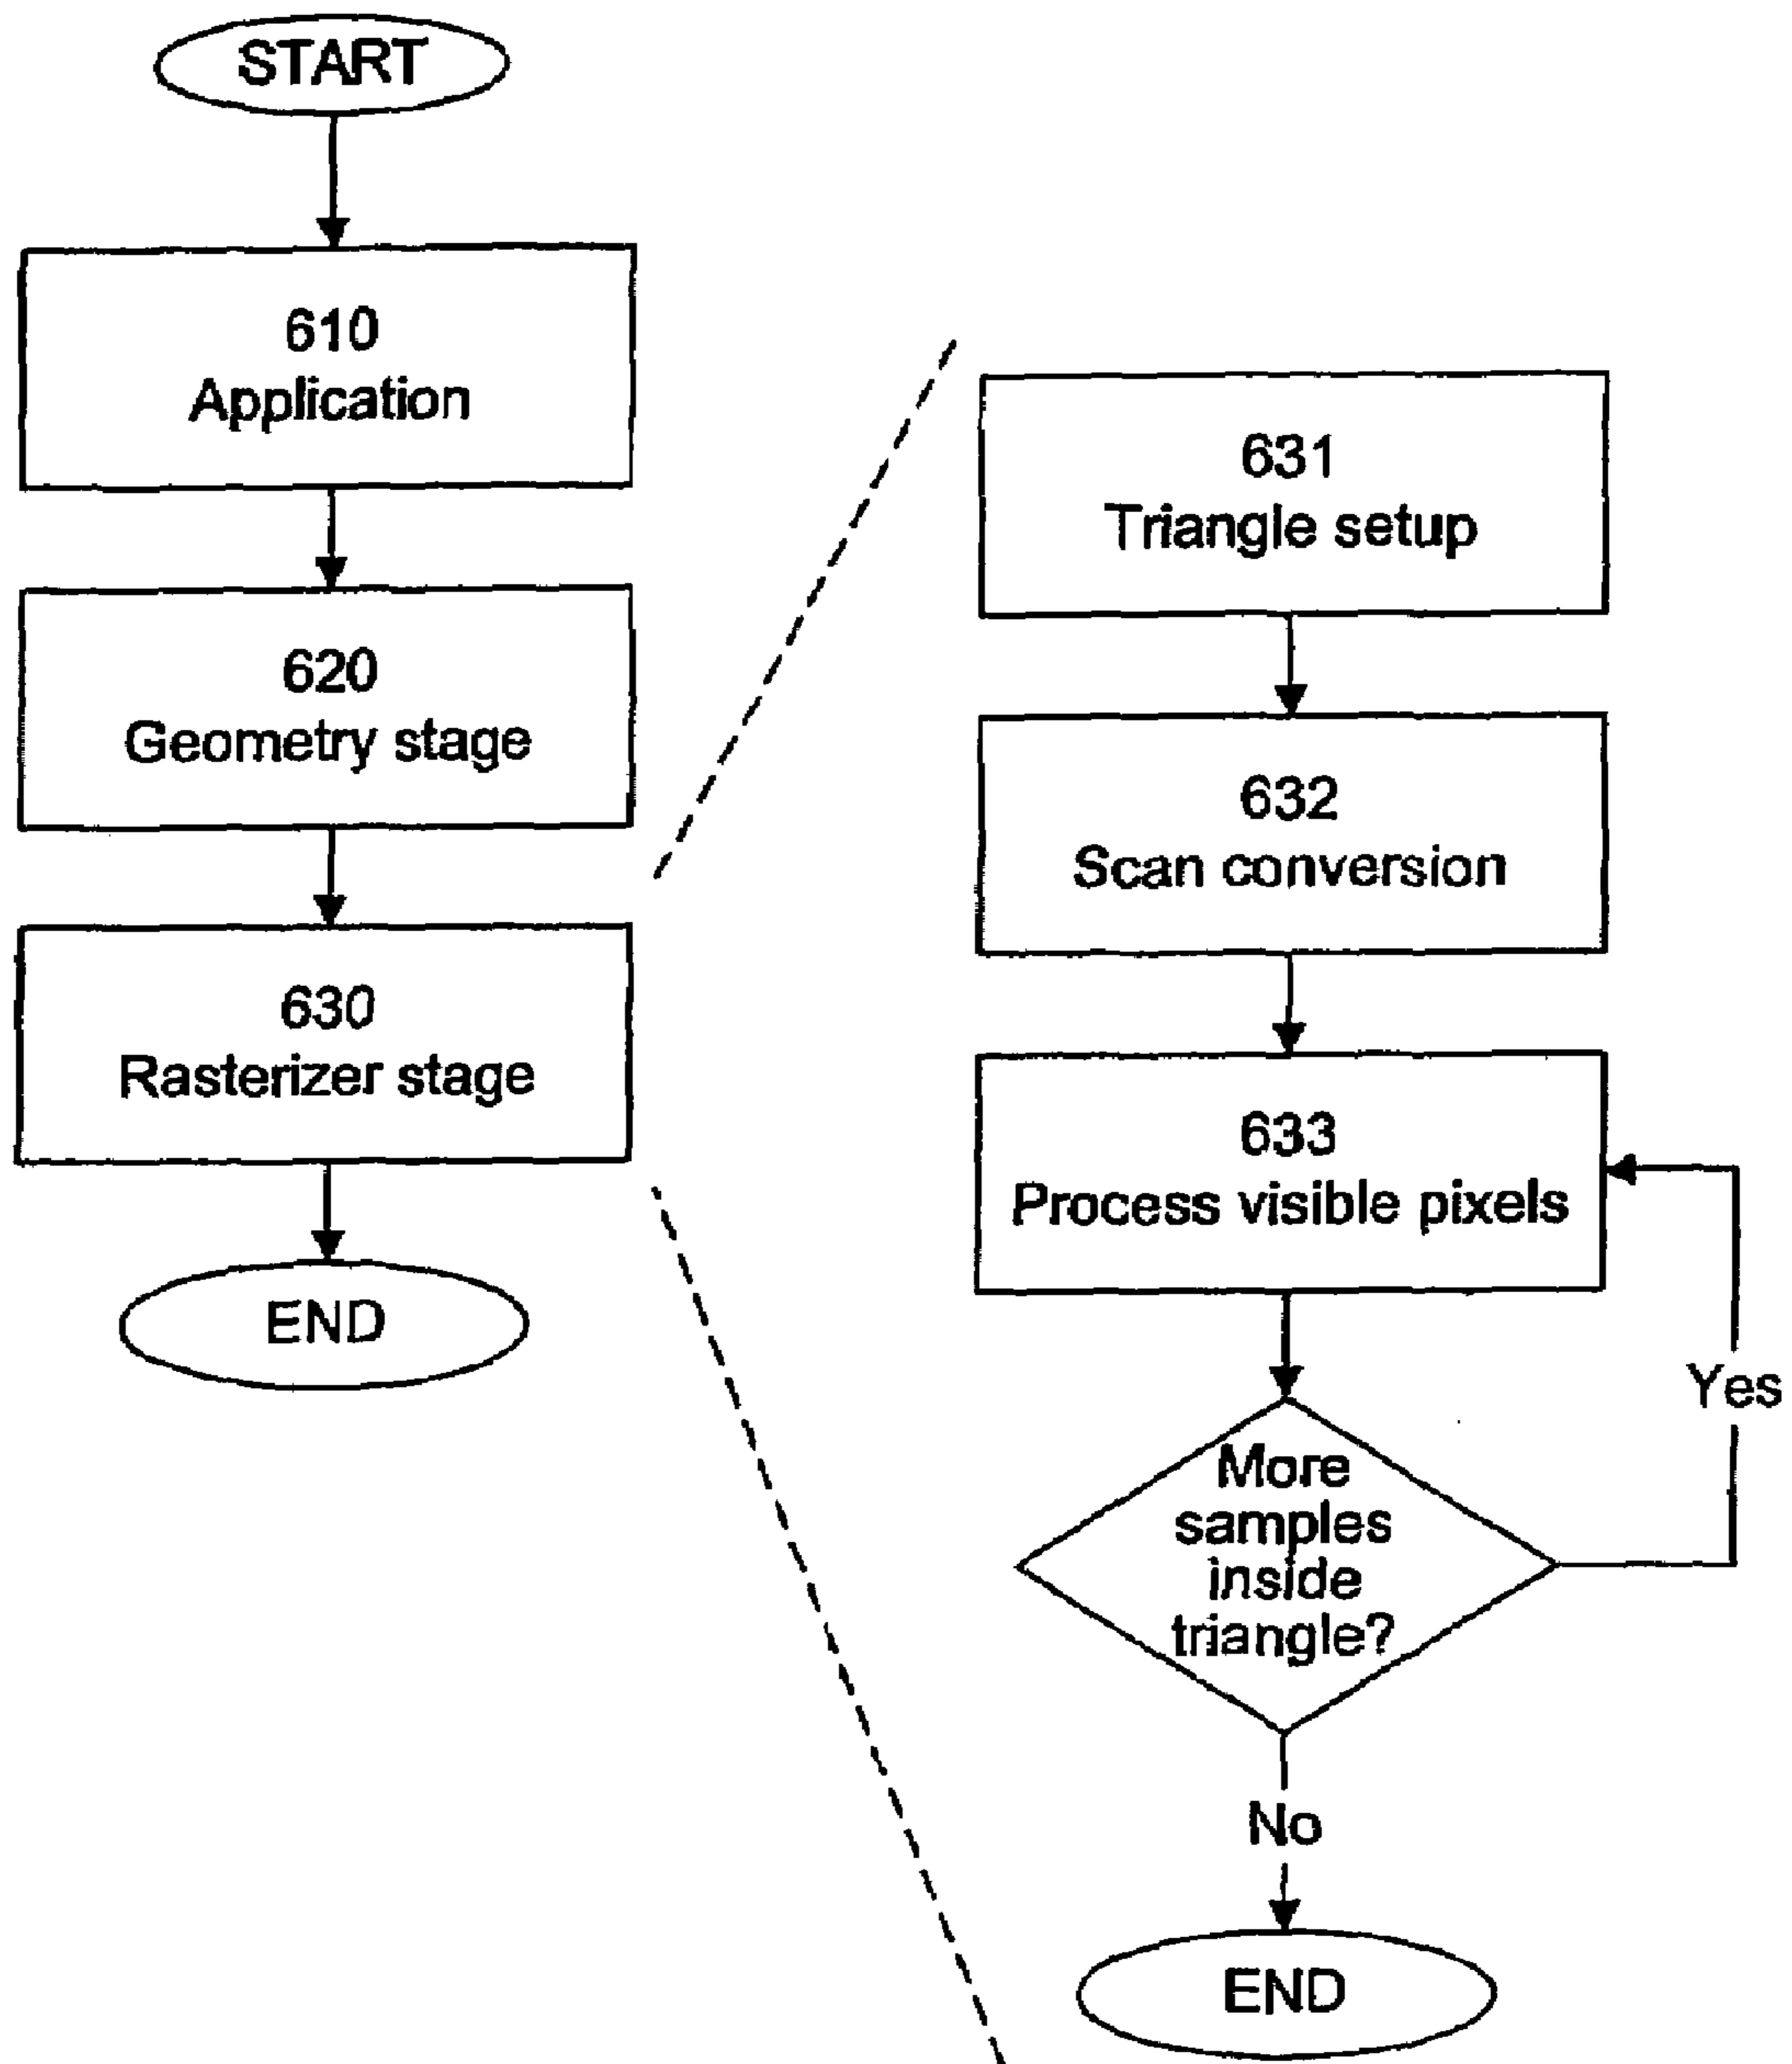 START
610
Application
620
Geometry stage
630
Rasterizer stage
END
631
Triangle setup
632
Scan conversion
633
Process visible pixels
More
samples
inside
triangle?
Yes
No
END